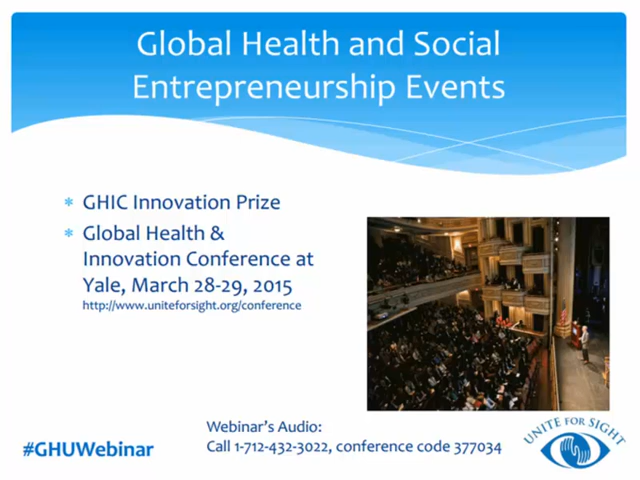 Global Health and Social
Entrepreneurship Events
GHIC Innovation Prize
Global Health &
Innovation Conference at
Yale, March 28-29, 2015
http://www.uniteforsight.org/conference
Webinar's Audio:
Call 1-712-432-3022, conference code 377034
#GHUWebinar
UNITE FOR SIGHT